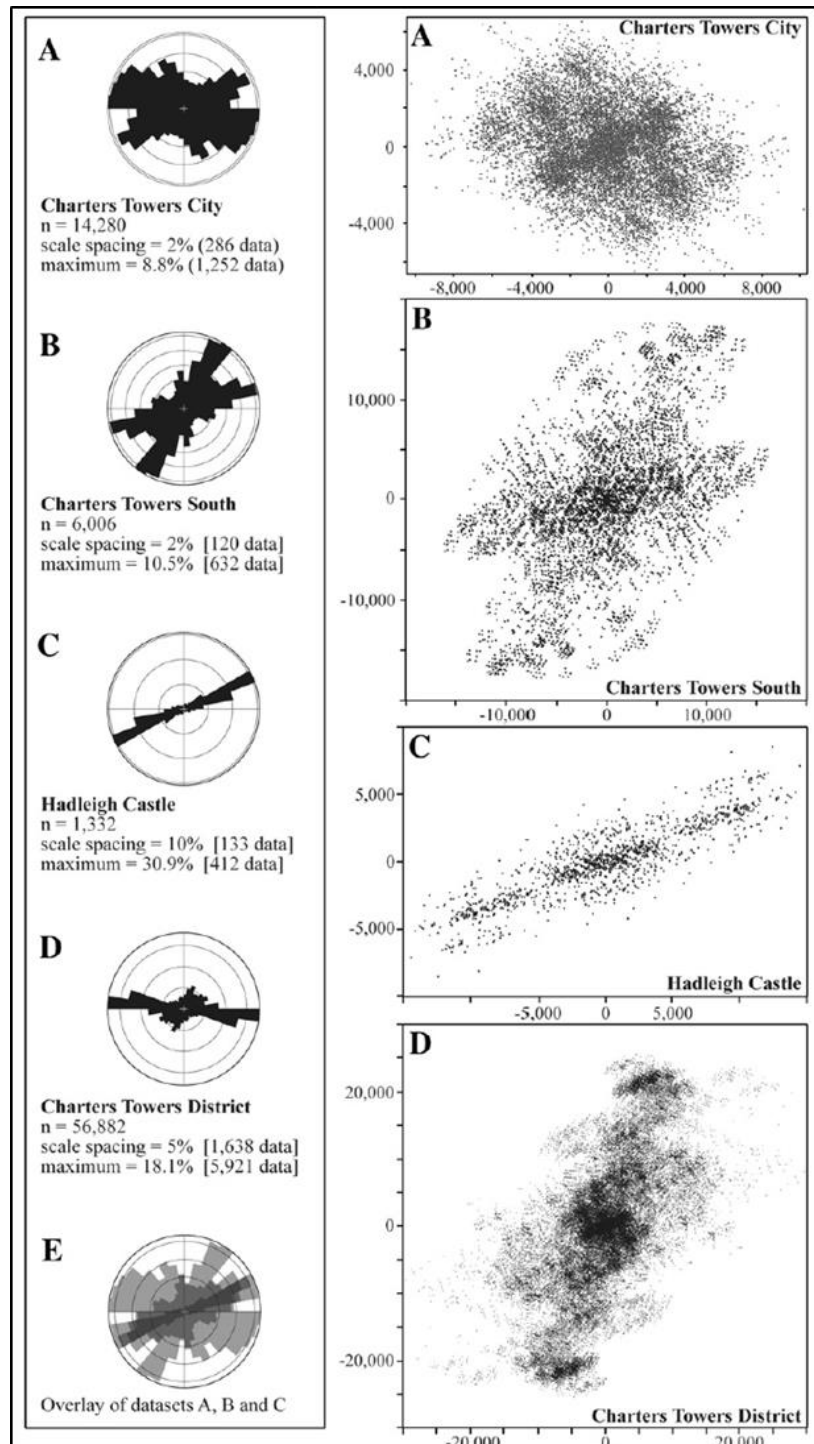 A
Charters Towers City
n = 14,280
scale spacing = 2% (286 data)
maximum = 8.8% (1,252 data)
B
Charters Towers South
n = 6,006
scale spacing = 2% [120 data]
maximum = 10.5% [632 data]
C
Hadleigh Castle
n = 1,332
scale spacing = 10% [133 data]
maximum = 30.9% [412 data]
D
Charters Towers District
n = 56,882
scale spacing = 5% [1,638 data]
maximum = 18.1% [5,921 data]
E
Overlay of datasets A, B and C
A
Charters Towers City
4,000
0
-4,000
-8,000 -4,000 0 4,000 8,000
B
10,000
0
-10,000
Charters Towers South
-10,000 0 10,000
C
5,000
0
-5,000
Hadleigh Castle
-5,000 0 5,000
D
20,000
0
-20,000
Charters Towers District
-20,000 0 20,000